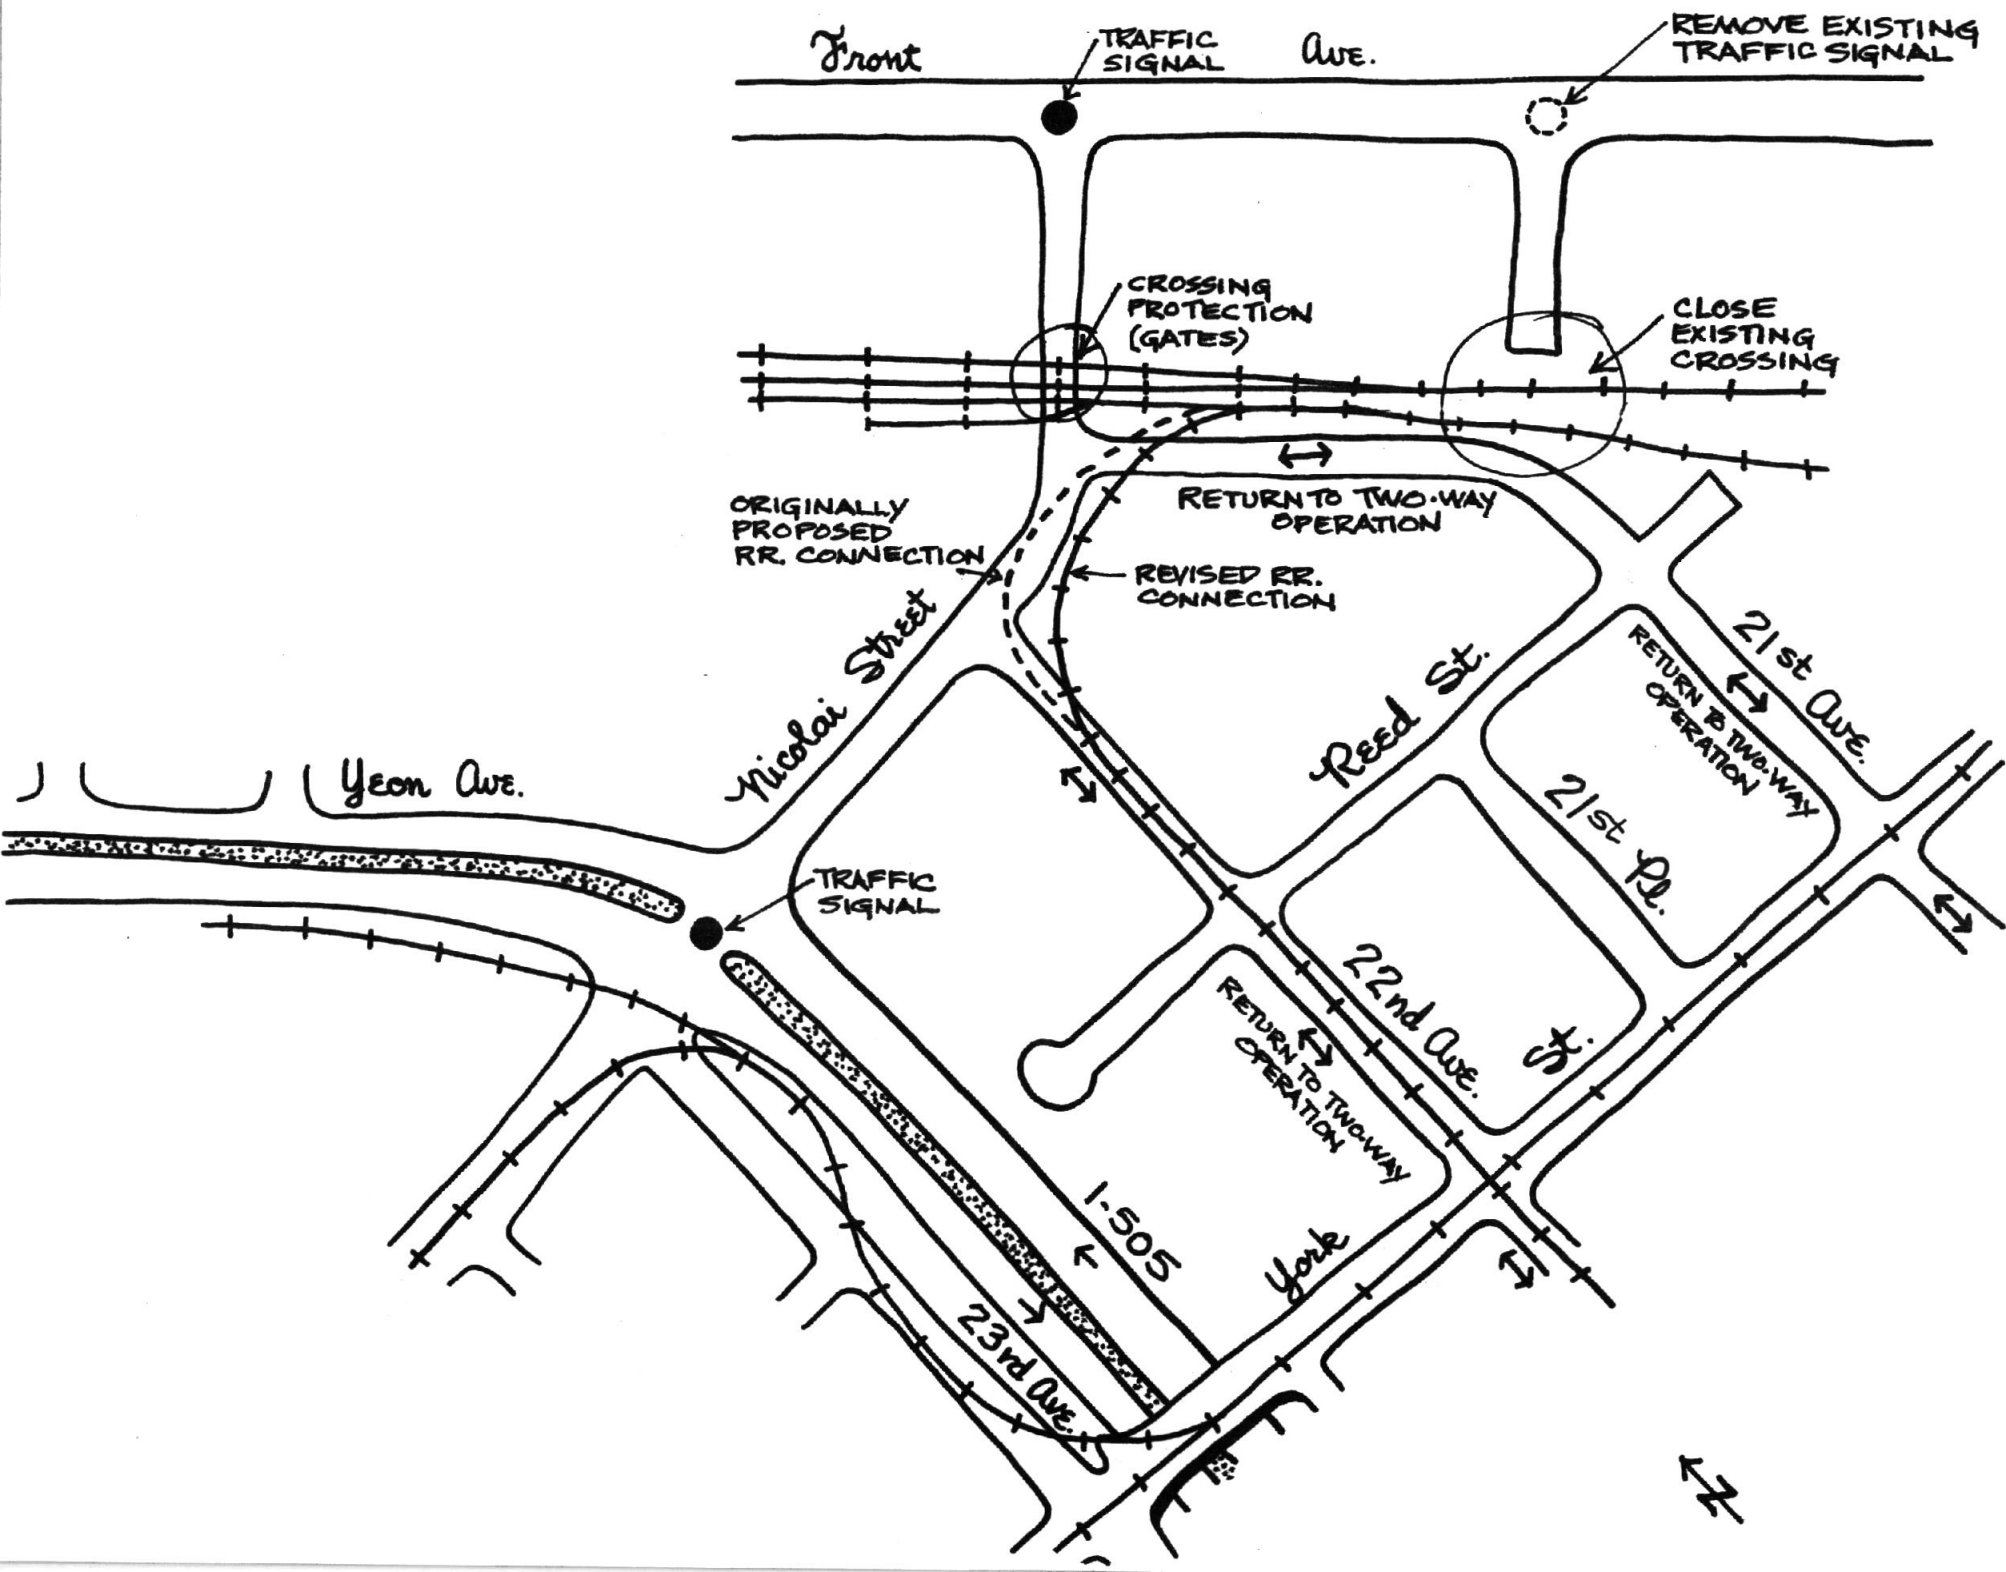 Front Ave.
TRAFFIC
SIGNAL
REMOVE EXISTING
TRAFFIC SIGNAL
CROSSING
PROTECTION
(GATES)
CLOSE
EXISTING
CROSSING
ORIGINALLY
PROPOSED
RR. CONNECTION
RETURN TO TWO-WAY
OPERATION
REVISED RR.
CONNECTION
Nicolai Street
Reed St.
21st Ave.
RETURN TO TWO-WAY
OPERATION
21st Pl.
Yeon Ave.
TRAFFIC
SIGNAL
22nd Ave.
RETURN TO TWO-WAY
OPERATION
York St.
I-505
23rd Ave.
N